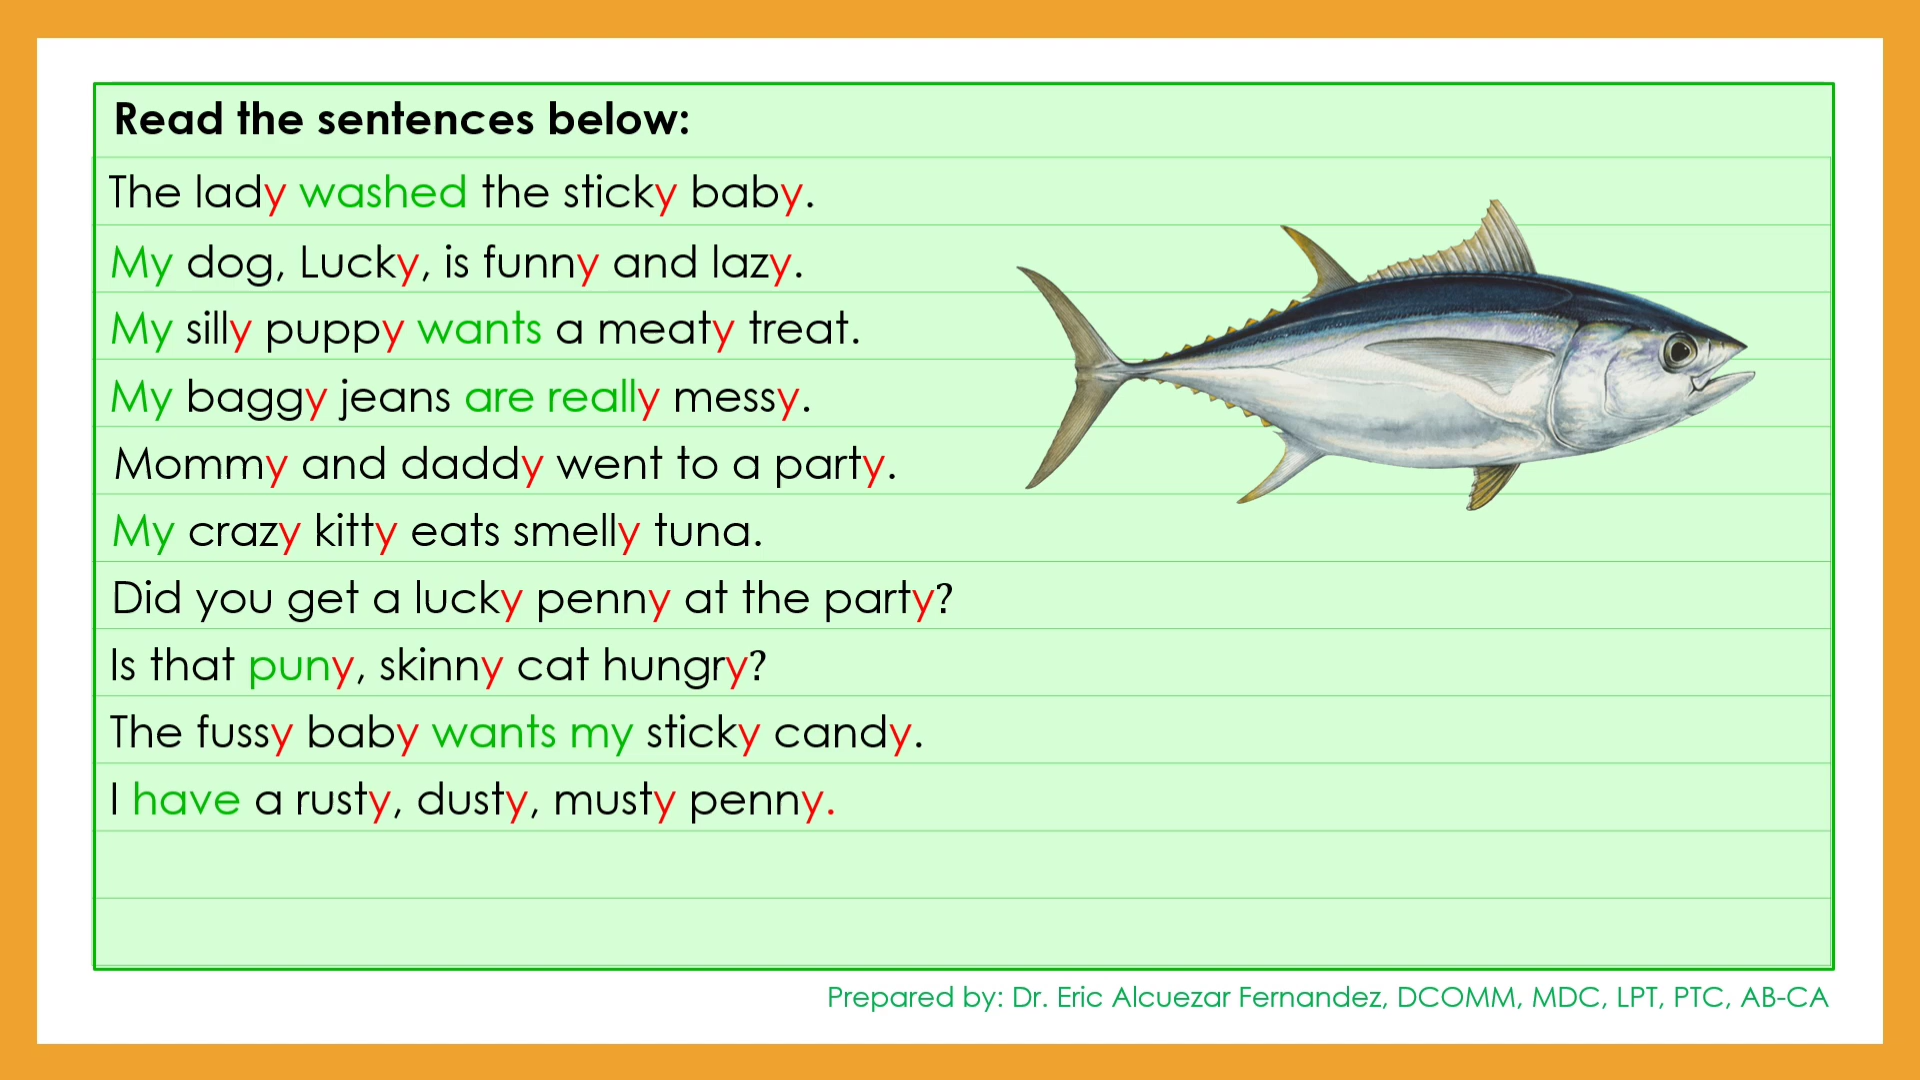 Read the sentences below:
The lady washed the sticky baby.
My dog, Lucky, is funny and lazy.
My silly puppy wants a meaty treat.
My baggy jeans are really messy.
Mommy and daddy went to a party.
My crazy kitty eats smelly tuna.
Did you get a lucky penny at the party?
Is that puny, skinny cat hungry?
The fussy baby wants my sticky candy.
I have a rusty, dusty, musty penny.
Prepared by: Dr. Eric Alcuezar Fernandez, DCOMM, MDC, LPT, PTC, AB-CA